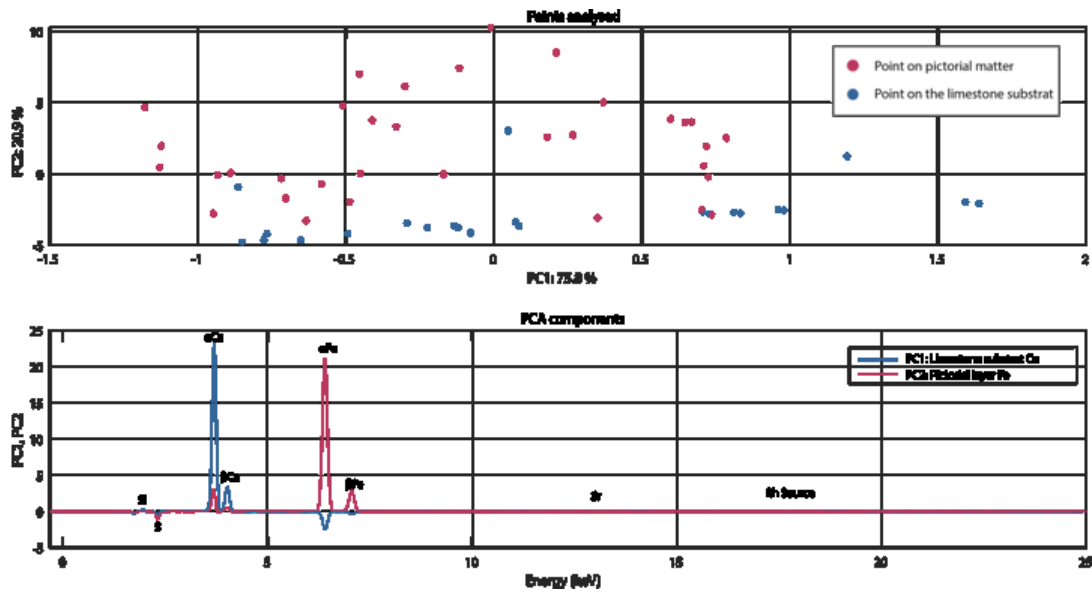 Points analysed
10
5
0
-5
PC2: 20.9 %
-1.5
-1
-0.5
0
0.5
1
1.5
2
PC1: 75.8 %
Point on pictorial matter
Point on the limestone substrat
PCA components
25
20
15
10
5
0
-5
PC1, PC2
αCa
βCa
αFe
βFe
Si
S
Sr
Rh Source
PC1: Limestone substrat Ca
PC2: Pictorial layer Fe
0
5
10
15
20
25
Energy (keV)